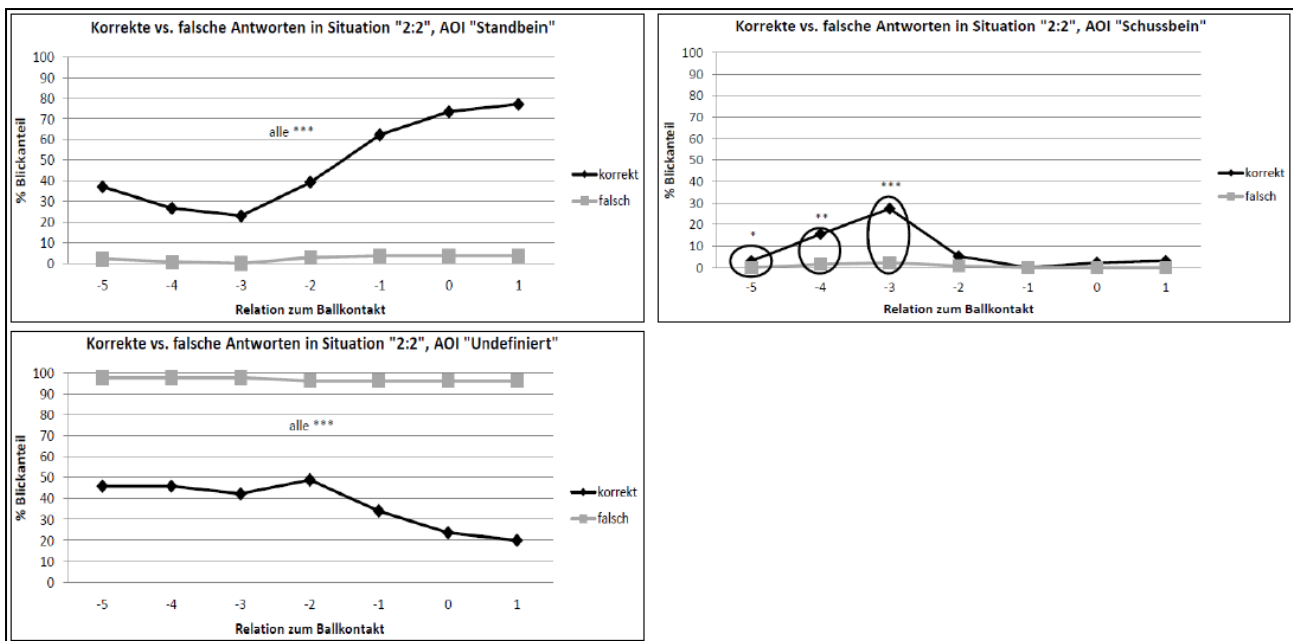 Korrekte vs. falsche Antworten in Situation "2:2", AOI "Standbein"
% Blickanteil
100
90
80
70
60
50
40
30
20
10
0
alle ***
korrekt
falsch
-5 -4 -3 -2 -1 0 1
Relation zum Ballkontakt
Korrekte vs. falsche Antworten in Situation "2:2", AOI "Schussbein"
% Blickanteil
100
90
80
70
60
50
40
30
20
10
0
* ** ***
korrekt
falsch
-5 -4 -3 -2 -1 0 1
Relation zum Ballkontakt
Korrekte vs. falsche Antworten in Situation "2:2", AOI "Undefiniert"
% Blickanteil
100
90
80
70
60
50
40
30
20
10
0
alle ***
korrekt
falsch
-5 -4 -3 -2 -1 0 1
Relation zum Ballkontakt